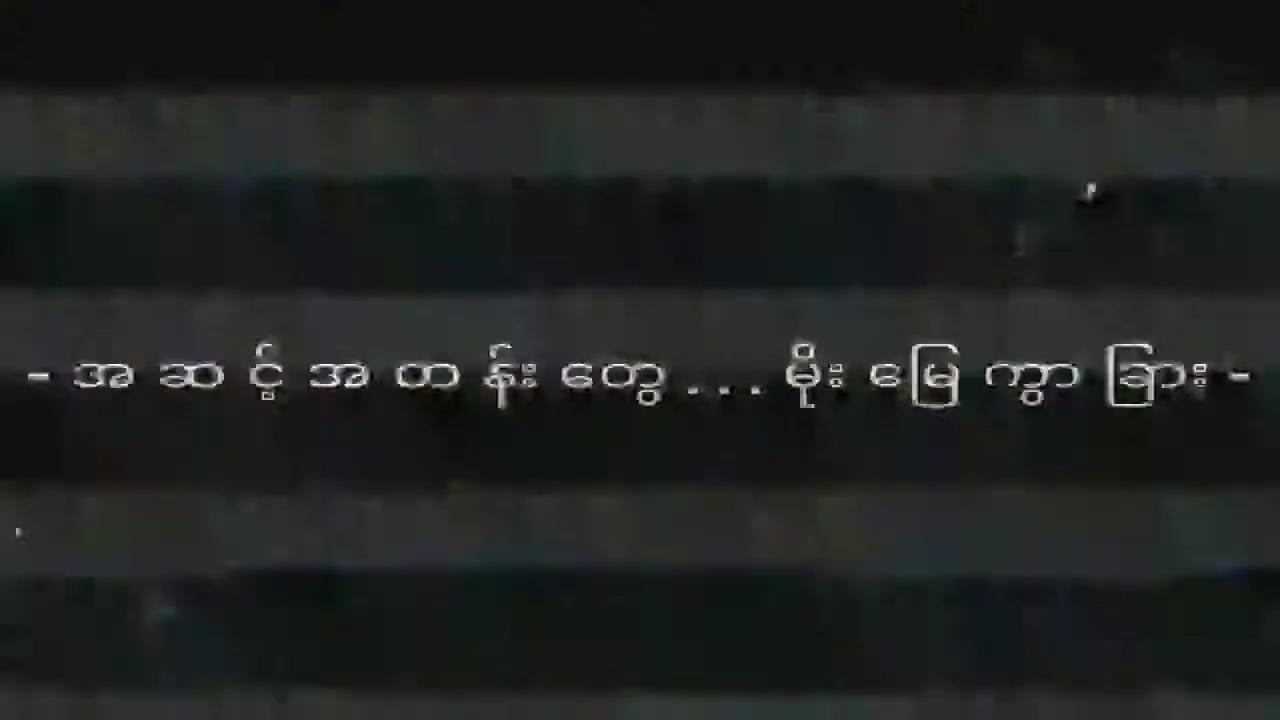 - အ ဆ င့် အ တ န်း တွေ . . . မိုး မြေ ကွာ ခြား -